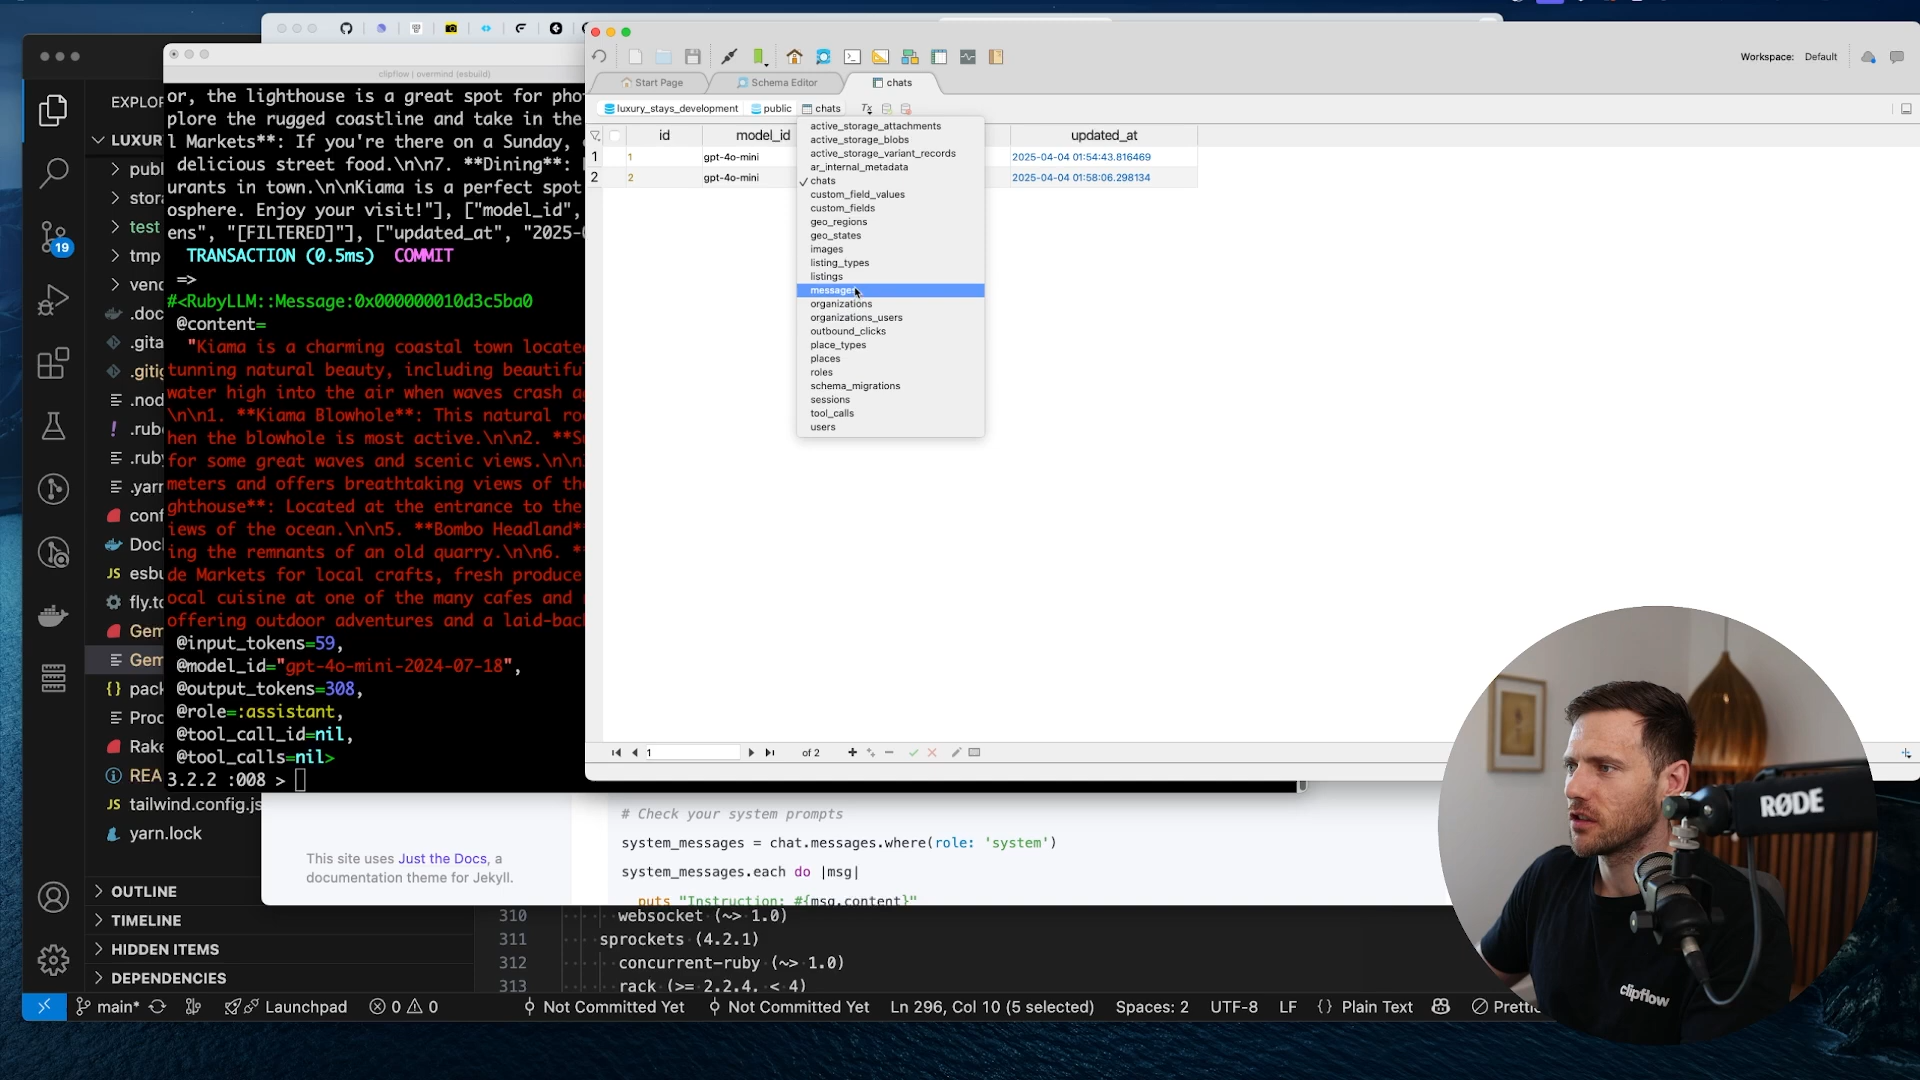 clipflow | overmind (esbuild)
Workspace: Default
Start Page
Schema Editor
chats
luxury_stays_development
public
chats
id
model_id
updated_at
1
1
gpt-4o-mini
2025-04-04 01:54:43.816469
2
2
gpt-4o-mini
2025-04-04 01:58:06.298134
active_storage_attachments
active_storage_blobs
active_storage_variant_records
ar_internal_metadata
chats
custom_field_values
custom_fields
geo_regions
geo_states
images
listing_types
listings
messages
organizations
organizations_users
outbound_clicks
place_types
places
roles
schema_migrations
sessions
tool_calls
users
1
of 2
EXPLOR
LUXUR
publ
stora
test
tmp
venc
.doc
.gita
.gitig
.nod
.rub
.ruby
.yarr
conf
Doc
JS esbu
fly.to
Gem
Gem
{} pack
Proc
Rake
REA
JS tailwind.config.js
yarn.lock
19
OUTLINE
TIMELINE
HIDDEN ITEMS
DEPENDENCIES
or, the lighthouse is a great spot for pho
plore the rugged coastline and take in the
l Markets**: If you're there on a Sunday,
delicious street food.\n\n7. **Dining**:
urants in town.\n\nKiama is a perfect spot
osphere. Enjoy your visit!"], ["model_id",
ens", "[FILTERED]"], ["updated_at", "2025-
TRANSACTION (0.5ms) COMMIT
=>
#<RubyLLM::Message:0x000000010d3c5ba0
@content=
"Kiama is a charming coastal town locate
tunning natural beauty, including beautifu
water high into the air when waves crash a
\n\n1. **Kiama Blowhole**: This natural ro
hen the blowhole is most active.\n\n2. **S
for some great waves and scenic views.\n\n
meters and offers breathtaking views of th
ghthouse**: Located at the entrance to the
iews of the ocean.\n\n5. **Bombo Headland*
ing the remnants of an old quarry.\n\n6. *
de Markets for local crafts, fresh produce
ocal cuisine at one of the many cafes and
offering outdoor adventures and a laid-bac
@input_tokens=59,
@model_id="gpt-4o-mini-2024-07-18",
@output_tokens=308,
@role=:assistant,
@tool_call_id=nil,
@tool_calls=nil>
3.2.2 :008 >
This site uses Just the Docs, a
documentation theme for Jekyll.
# Check your system prompts
system_messages = chat.messages.where(role: 'system')
system_messages.each do |msg|
puts "Instruction: #{msg.content}"
310 websocket (~> 1.0)
311 sprockets (4.2.1)
312 concurrent-ruby (~> 1.0)
313 rack (>= 2.2.4, < 4)
main*
Launchpad
0 0
Not Committed Yet
Not Committed Yet
Ln 296, Col 10 (5 selected)
Spaces: 2
UTF-8
LF
{} Plain Text
Prettie
RØDE
clipflow